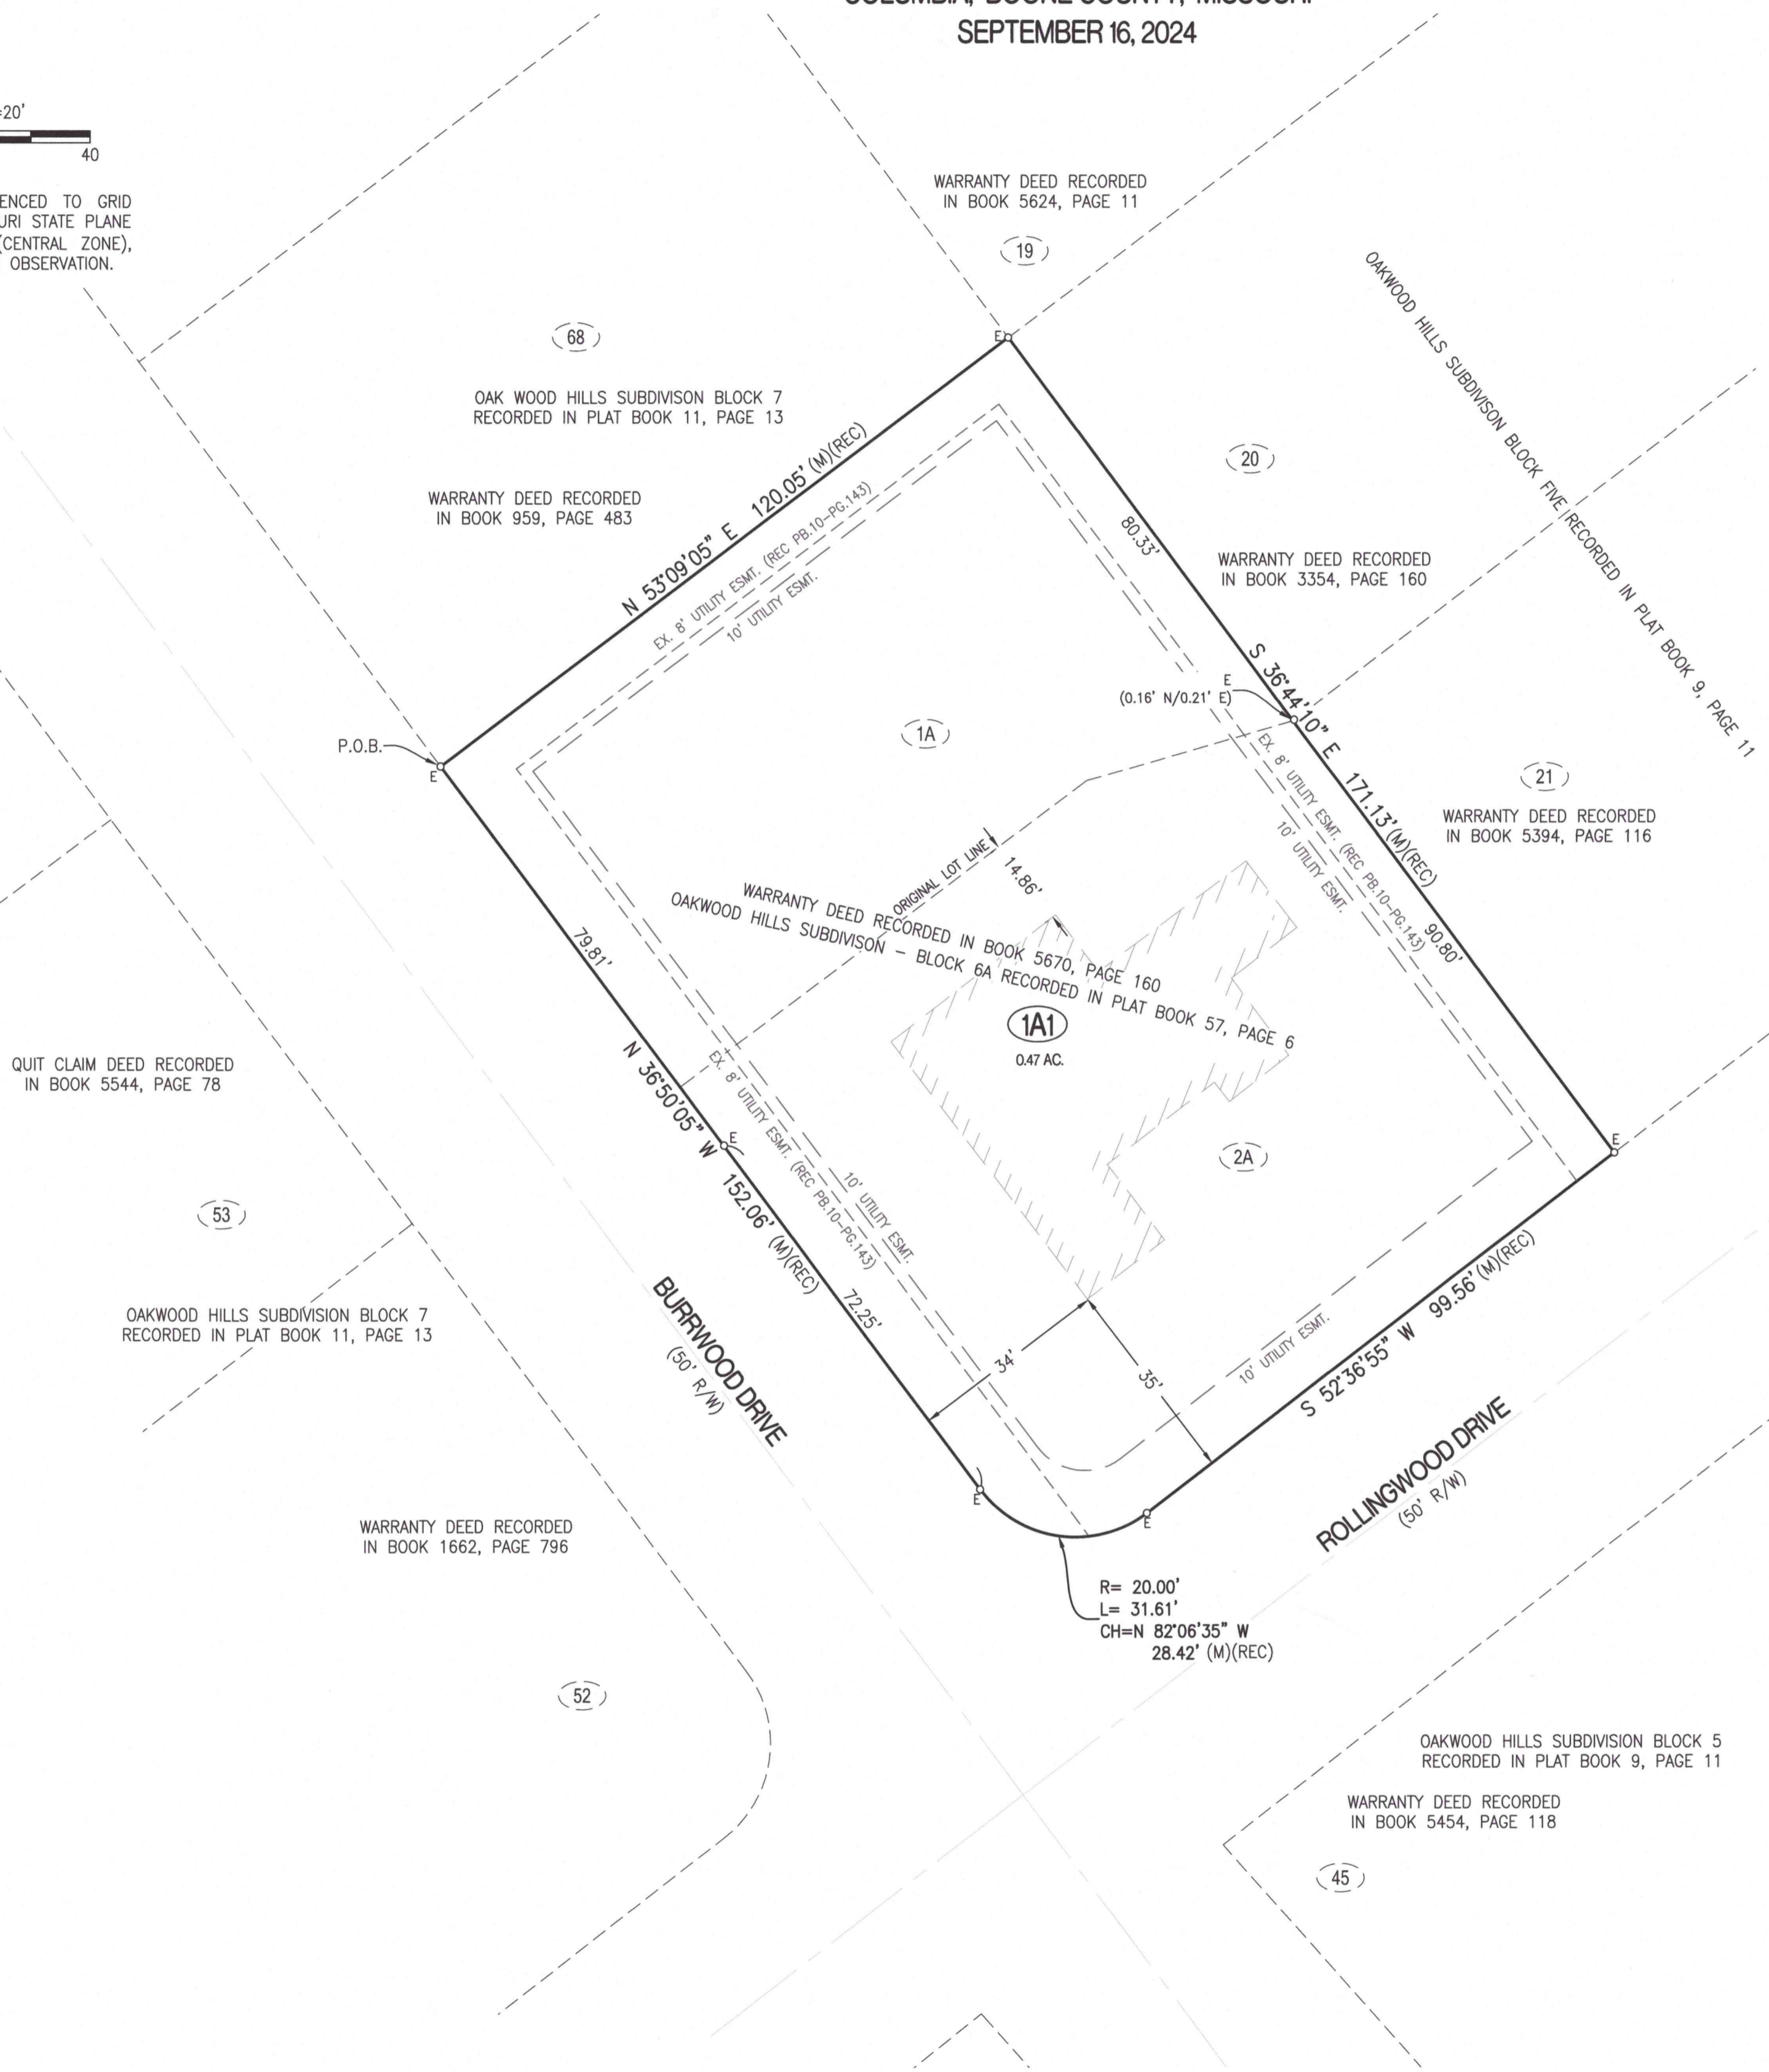 SEPTEMBER 16, 2024
=20'
40
ENCED TO GRID
URI STATE PLANE
(CENTRAL ZONE),
OBSERVATION.
WARRANTY DEED RECORDED
IN BOOK 5624, PAGE 11
19
68
OAK WOOD HILLS SUBDIVISON BLOCK 7
RECORDED IN PLAT BOOK 11, PAGE 13
WARRANTY DEED RECORDED
IN BOOK 959, PAGE 483
OAKWOOD HILLS SUBDIVISON BLOCK FIVE RECORDED IN PLAT BOOK 9, PAGE 11
20
WARRANTY DEED RECORDED
IN BOOK 3354, PAGE 160
E
N 53°09'05" E 120.05' (M)(REC)
EX. 8' UTILITY ESMT. (REC PB.10-PG.143)
10' UTILITY ESMT.
80.33'
S 36°44'10" E 171.13' (M)(REC)
E
(0.16' N/0.21' E)
1A
P.O.B.
E
21
WARRANTY DEED RECORDED
IN BOOK 5394, PAGE 116
EX. 8' UTILITY ESMT. (REC PB.10-PG.143)
10' UTILITY ESMT.
90.80'
ORIGINAL LOT LINE
14.86'
WARRANTY DEED RECORDED IN BOOK 5670, PAGE 160
OAKWOOD HILLS SUBDIVISON - BLOCK 6A RECORDED IN PLAT BOOK 57, PAGE 6
1A1
0.47 AC.
79.81'
N 36°50'05" W 152.06' (M)(REC)
E
EX. 8' UTILITY ESMT. (REC PB.10-PG.143)
10' UTILITY ESMT.
72.25'
2A
E
QUIT CLAIM DEED RECORDED
IN BOOK 5544, PAGE 78
53
OAKWOOD HILLS SUBDIVISION BLOCK 7
RECORDED IN PLAT BOOK 11, PAGE 13
BURRWOOD DRIVE
(50' R/W)
34'
35'
10' UTILITY ESMT.
S 52°36'55" W 99.56' (M)(REC)
ROLLINGWOOD DRIVE
(50' R/W)
E
E
WARRANTY DEED RECORDED
IN BOOK 1662, PAGE 796
R= 20.00'
L= 31.61'
CH=N 82°06'35" W
28.42' (M)(REC)
52
OAKWOOD HILLS SUBDIVISION BLOCK 5
RECORDED IN PLAT BOOK 9, PAGE 11
WARRANTY DEED RECORDED
IN BOOK 5454, PAGE 118
45